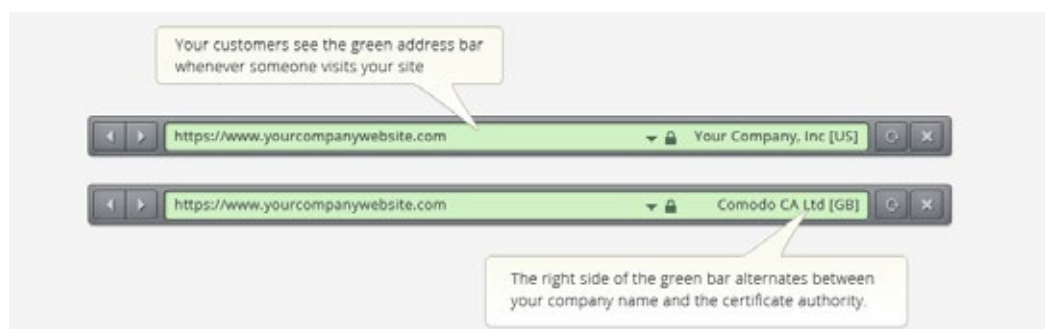 Your customers see the green address bar
whenever someone visits your site
https://www.yourcompanywebsite.com
Your Company, Inc [US]
https://www.yourcompanywebsite.com
Comodo CA Ltd [GB]
The right side of the green bar alternates between
your company name and the certificate authority.